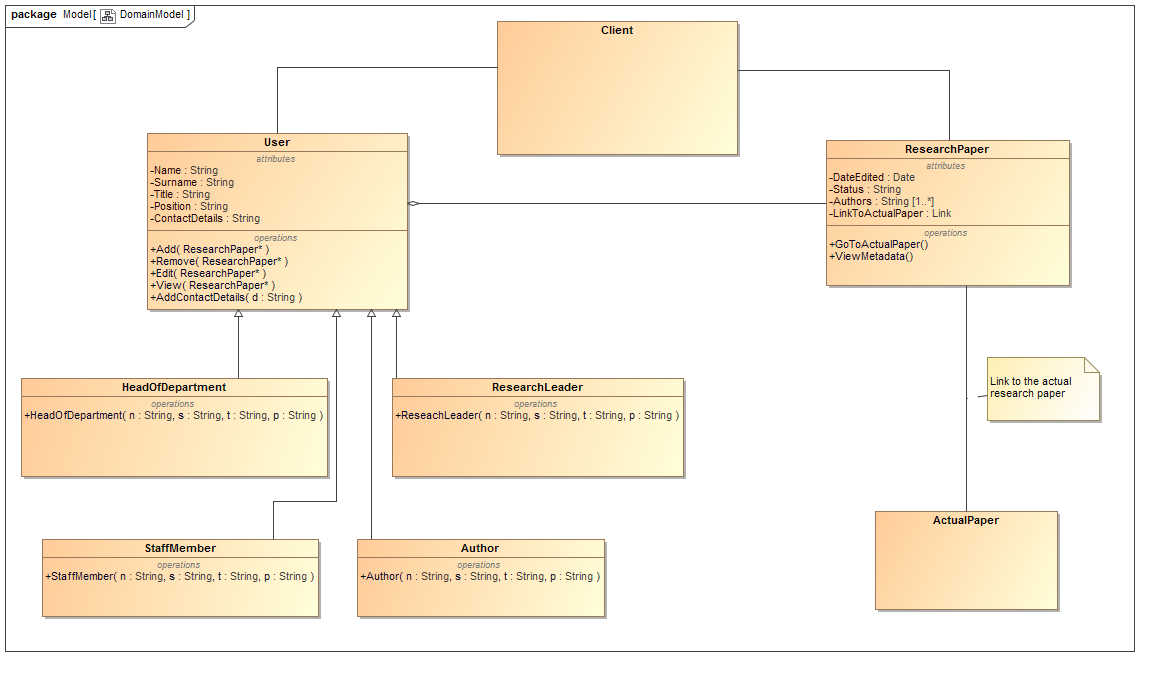 package Model[ DomainModel ]
Client
User
attributes
-Name : String
-Surname : String
-Title : String
-Position : String
-ContactDetails : String
operations
+Add( ResearchPaper* )
+Remove( ResearchPaper* )
+Edit( ResearchPaper* )
+View( ResearchPaper* )
+AddContactDetails( d : String )
ResearchPaper
attributes
-DateEdited : Date
-Status : String
-Authors : String [1..*]
-LinkToActualPaper : Link
operations
+GoToActualPaper()
+ViewMetadata()
HeadOfDepartment
operations
+HeadOfDepartment( n : String, s : String, t : String, p : String )
ResearchLeader
operations
+ReseachLeader( n : String, s : String, t : String, p : String )
Link to the actual
research paper
StaffMember
operations
+StaffMember( n : String, s : String, t : String, p : String )
Author
operations
+Author( n : String, s : String, t : String, p : String )
ActualPaper